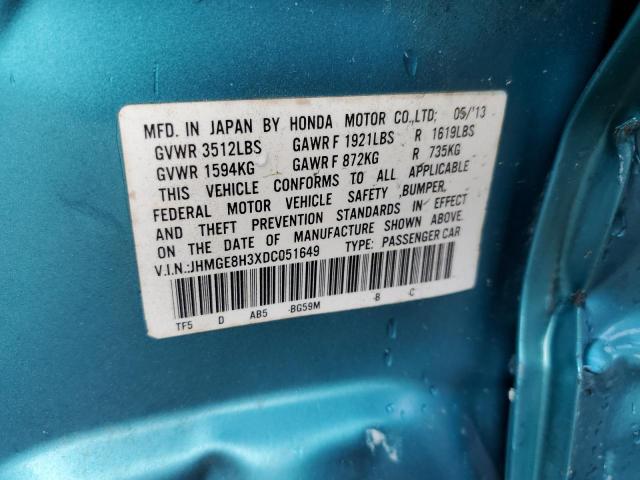 MFD. IN JAPAN BY HONDA MOTOR CO.,LTD; 05/'13
GVWR 3512LBS GAWR F 1921LBS R 1619LBS
GVWR 1594KG GAWR F 872KG R 735KG
THIS VEHICLE CONFORMS TO ALL APPLICABLE
FEDERAL MOTOR VEHICLE SAFETY ,BUMPER,
AND THEFT PREVENTION STANDARDS IN EFFECT
ON THE DATE OF MANUFACTURE SHOWN ABOVE.
V.I.N.:JHMGE8H3XDC051649 TYPE: PASSENGER CAR
TF5 D AB5 -BG59M -B -C